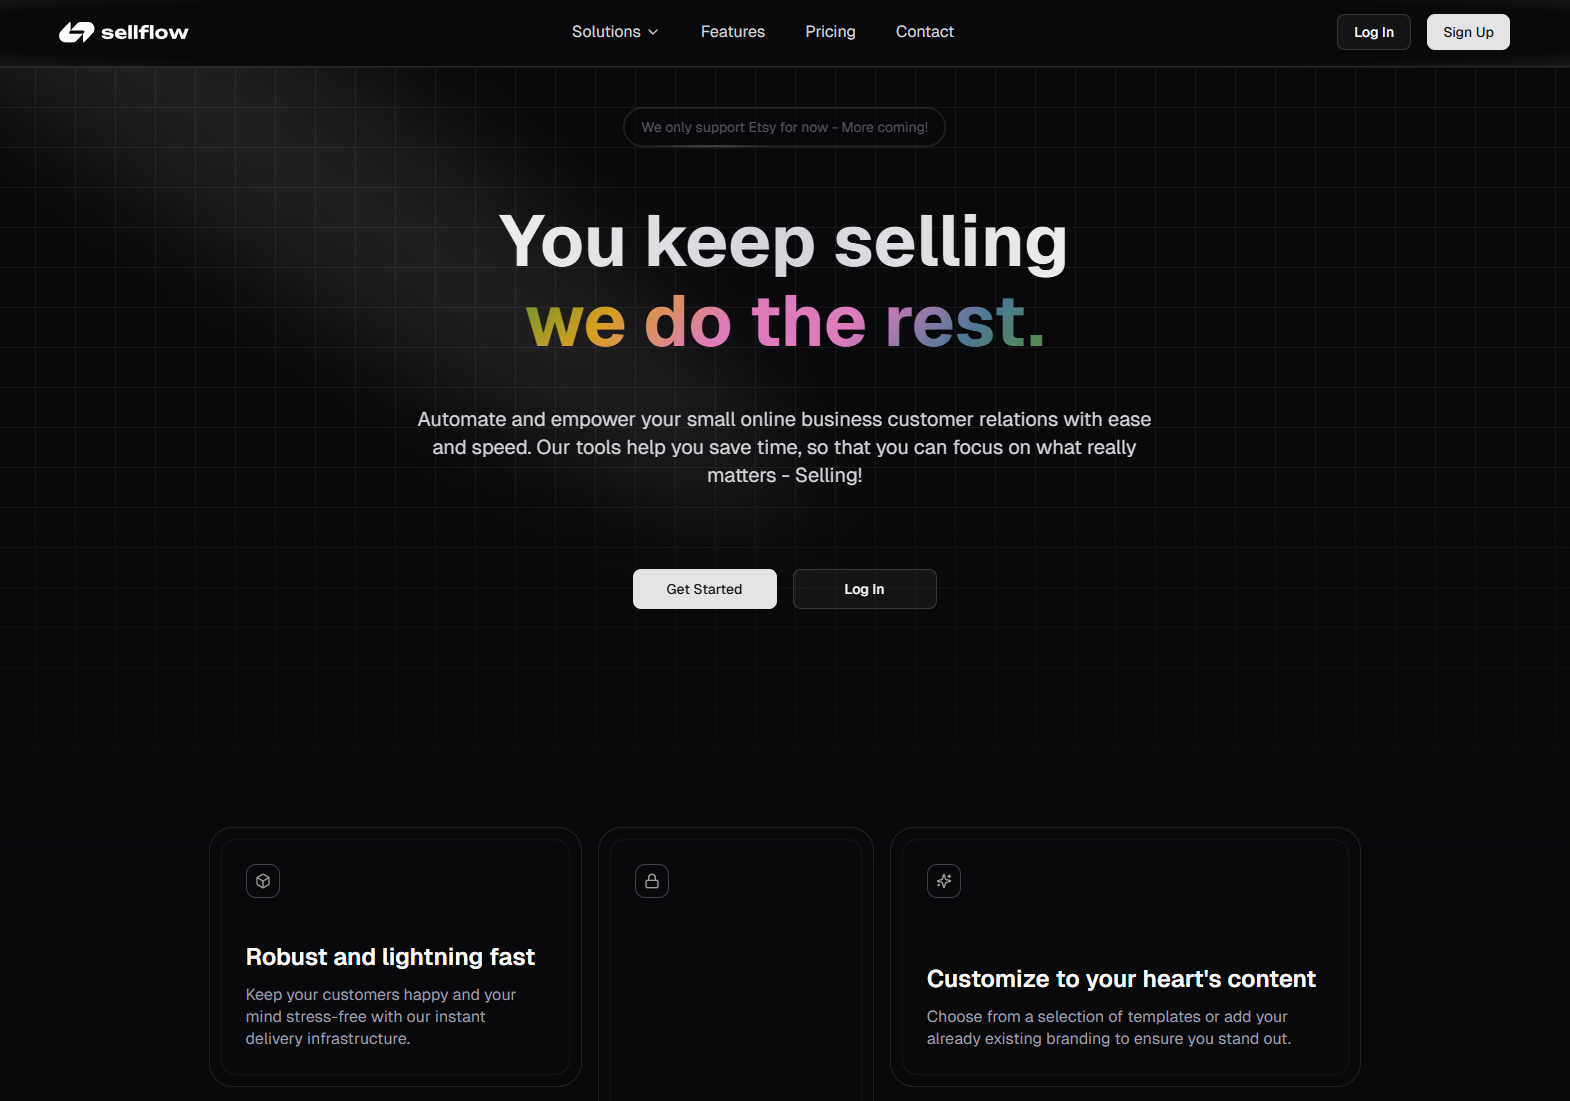 sellflow
Solutions
Features
Pricing
Contact
Log In
Sign Up
We only support Etsy for now - More coming!
You keep selling
we do the rest.
Automate and empower your small online business customer relations with ease
and speed. Our tools help you save time, so that you can focus on what really
matters - Selling!
Get Started
Log In
Robust and lightning fast
Keep your customers happy and your
mind stress-free with our instant
delivery infrastructure.
Customize to your heart's content
Choose from a selection of templates or add your
already existing branding to ensure you stand out.